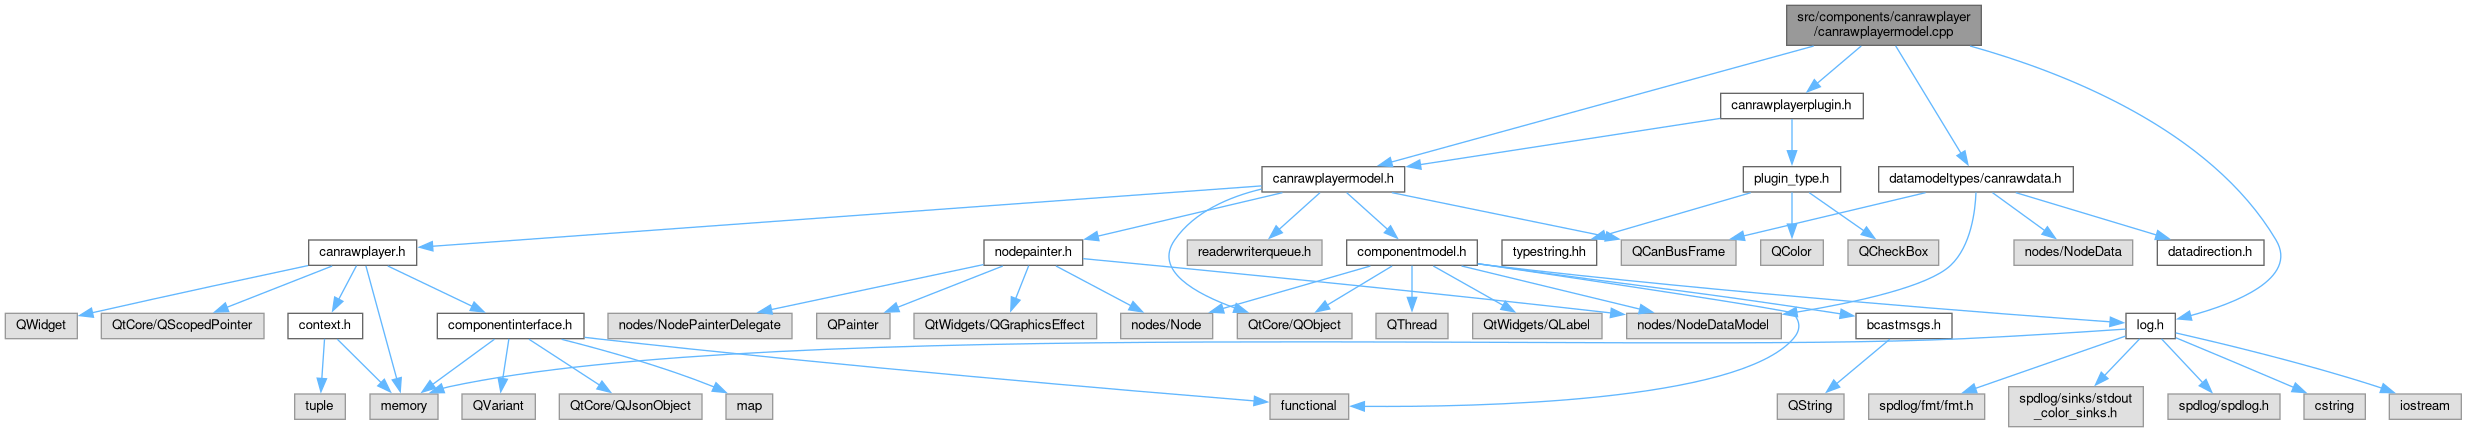 src/components/canrawplayer
/canrawplayermodel.cpp
canrawplayerplugin.h
canrawplayermodel.h
plugin_type.h
datamodeltypes/canrawdata.h
canrawplayer.h
nodepainter.h
readerwriterqueue.h
componentmodel.h
typestring.hh
QCanBusFrame
QColor
QCheckBox
nodes/NodeData
datadirection.h
QWidget
QtCore/QScopedPointer
context.h
componentinterface.h
nodes/NodePainterDelegate
QPainter
QtWidgets/QGraphicsEffect
nodes/Node
QtCore/QObject
QThread
QtWidgets/QLabel
nodes/NodeDataModel
bcastmsgs.h
log.h
tuple
memory
QVariant
QtCore/QJsonObject
map
functional
QString
spdlog/fmt/fmt.h
spdlog/sinks/stdout
_color_sinks.h
spdlog/spdlog.h
cstring
iostream